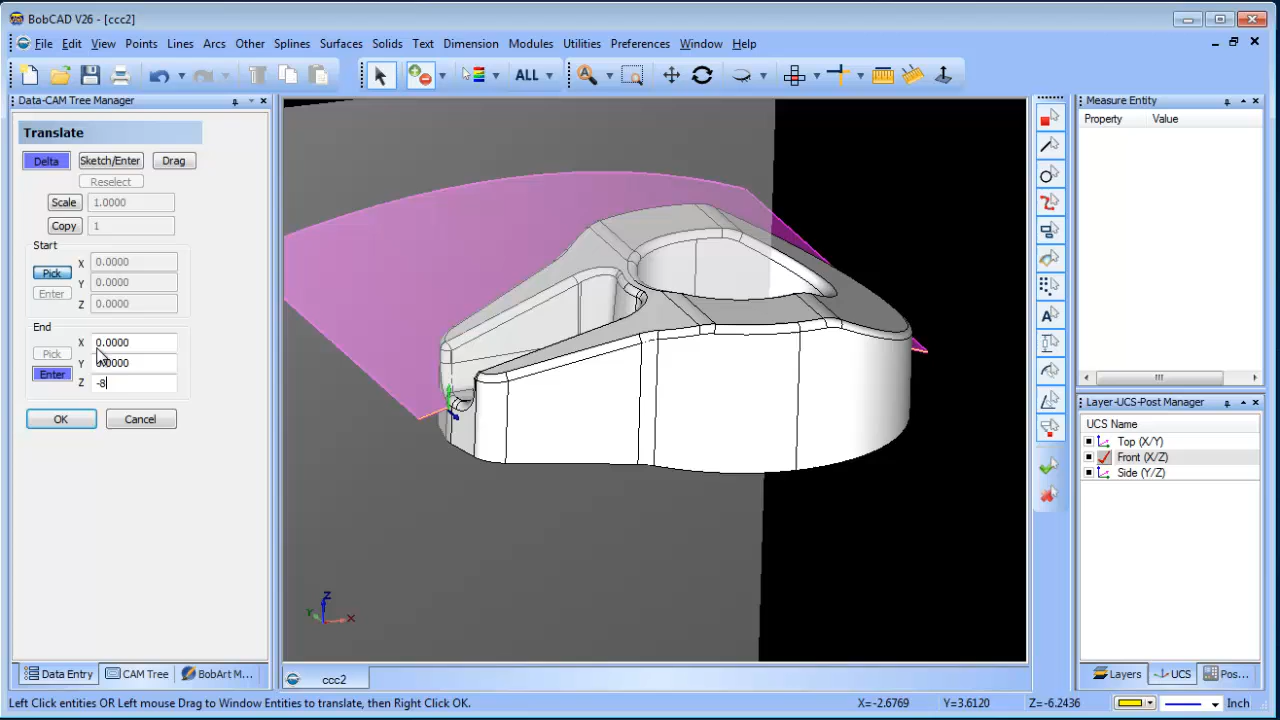 BobCAD V26 - [ccc2]
File Edit View Points Lines Arcs Other Splines Surfaces Solids Text Dimension Modules Utilities Preferences Window Help
ALL
Data-CAM Tree Manager
Translate
Delta Sketch/Enter Drag
Reselect
Scale 1.0000
Copy 1
Start
Pick X 0.0000
Y 0.0000
Enter Z 0.0000
End
X 0.0000
Pick Y
Enter Z -8
OK Cancel
Data Entry CAM Tree BobArt M...
Z
Y X
ccc2
A
Measure Entity
Property Value
Layer-UCS-Post Manager
UCS Name
Top (X/Y)
Front (X/Z)
Side (Y/Z)
Layers UCS Pos...
Left Click entities OR Left mouse Drag to Window Entities to translate, then Right Click OK. X=-2.6769 Y=3.6120 Z=-6.2436 Inch